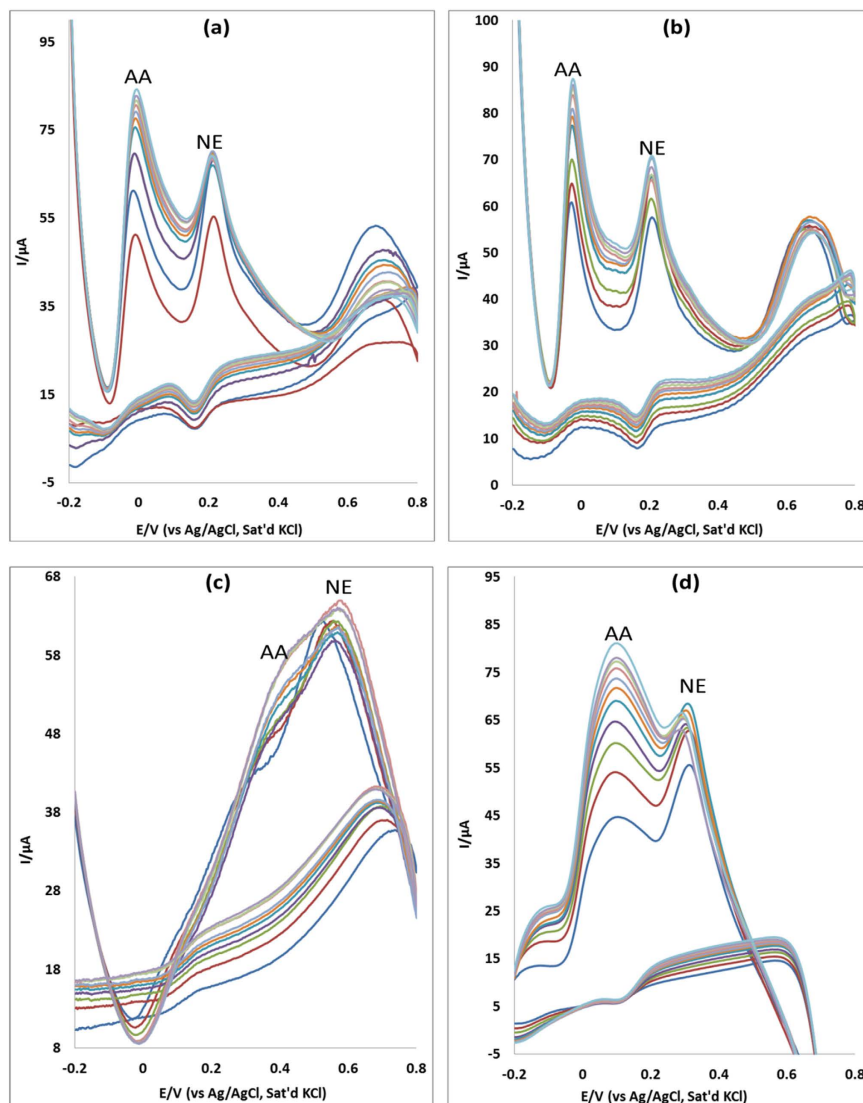 (a)
AA
NE
95
75
55
35
15
-5
I/µA
-0.2 0 0.2 0.4 0.6 0.8
E/V (vs Ag/AgCl, Sat'd KCl)
(b)
AA
NE
100
90
80
70
60
50
40
30
20
10
0
I/µA
-0.2 0 0.2 0.4 0.6 0.8
E/V (vs Ag/AgCl, Sat'd KCl)
(c)
NE
AA
68
58
48
38
28
18
8
I/µA
-0.2 0 0.2 0.4 0.6 0.8
E/V (vs Ag/AgCl, Sat'd KCl)
(d)
AA
NE
95
85
75
65
55
45
35
25
15
5
-5
I/µA
-0.2 0 0.2 0.4 0.6 0.8
E/V (vs Ag/AgCl, Sat'd KCl)